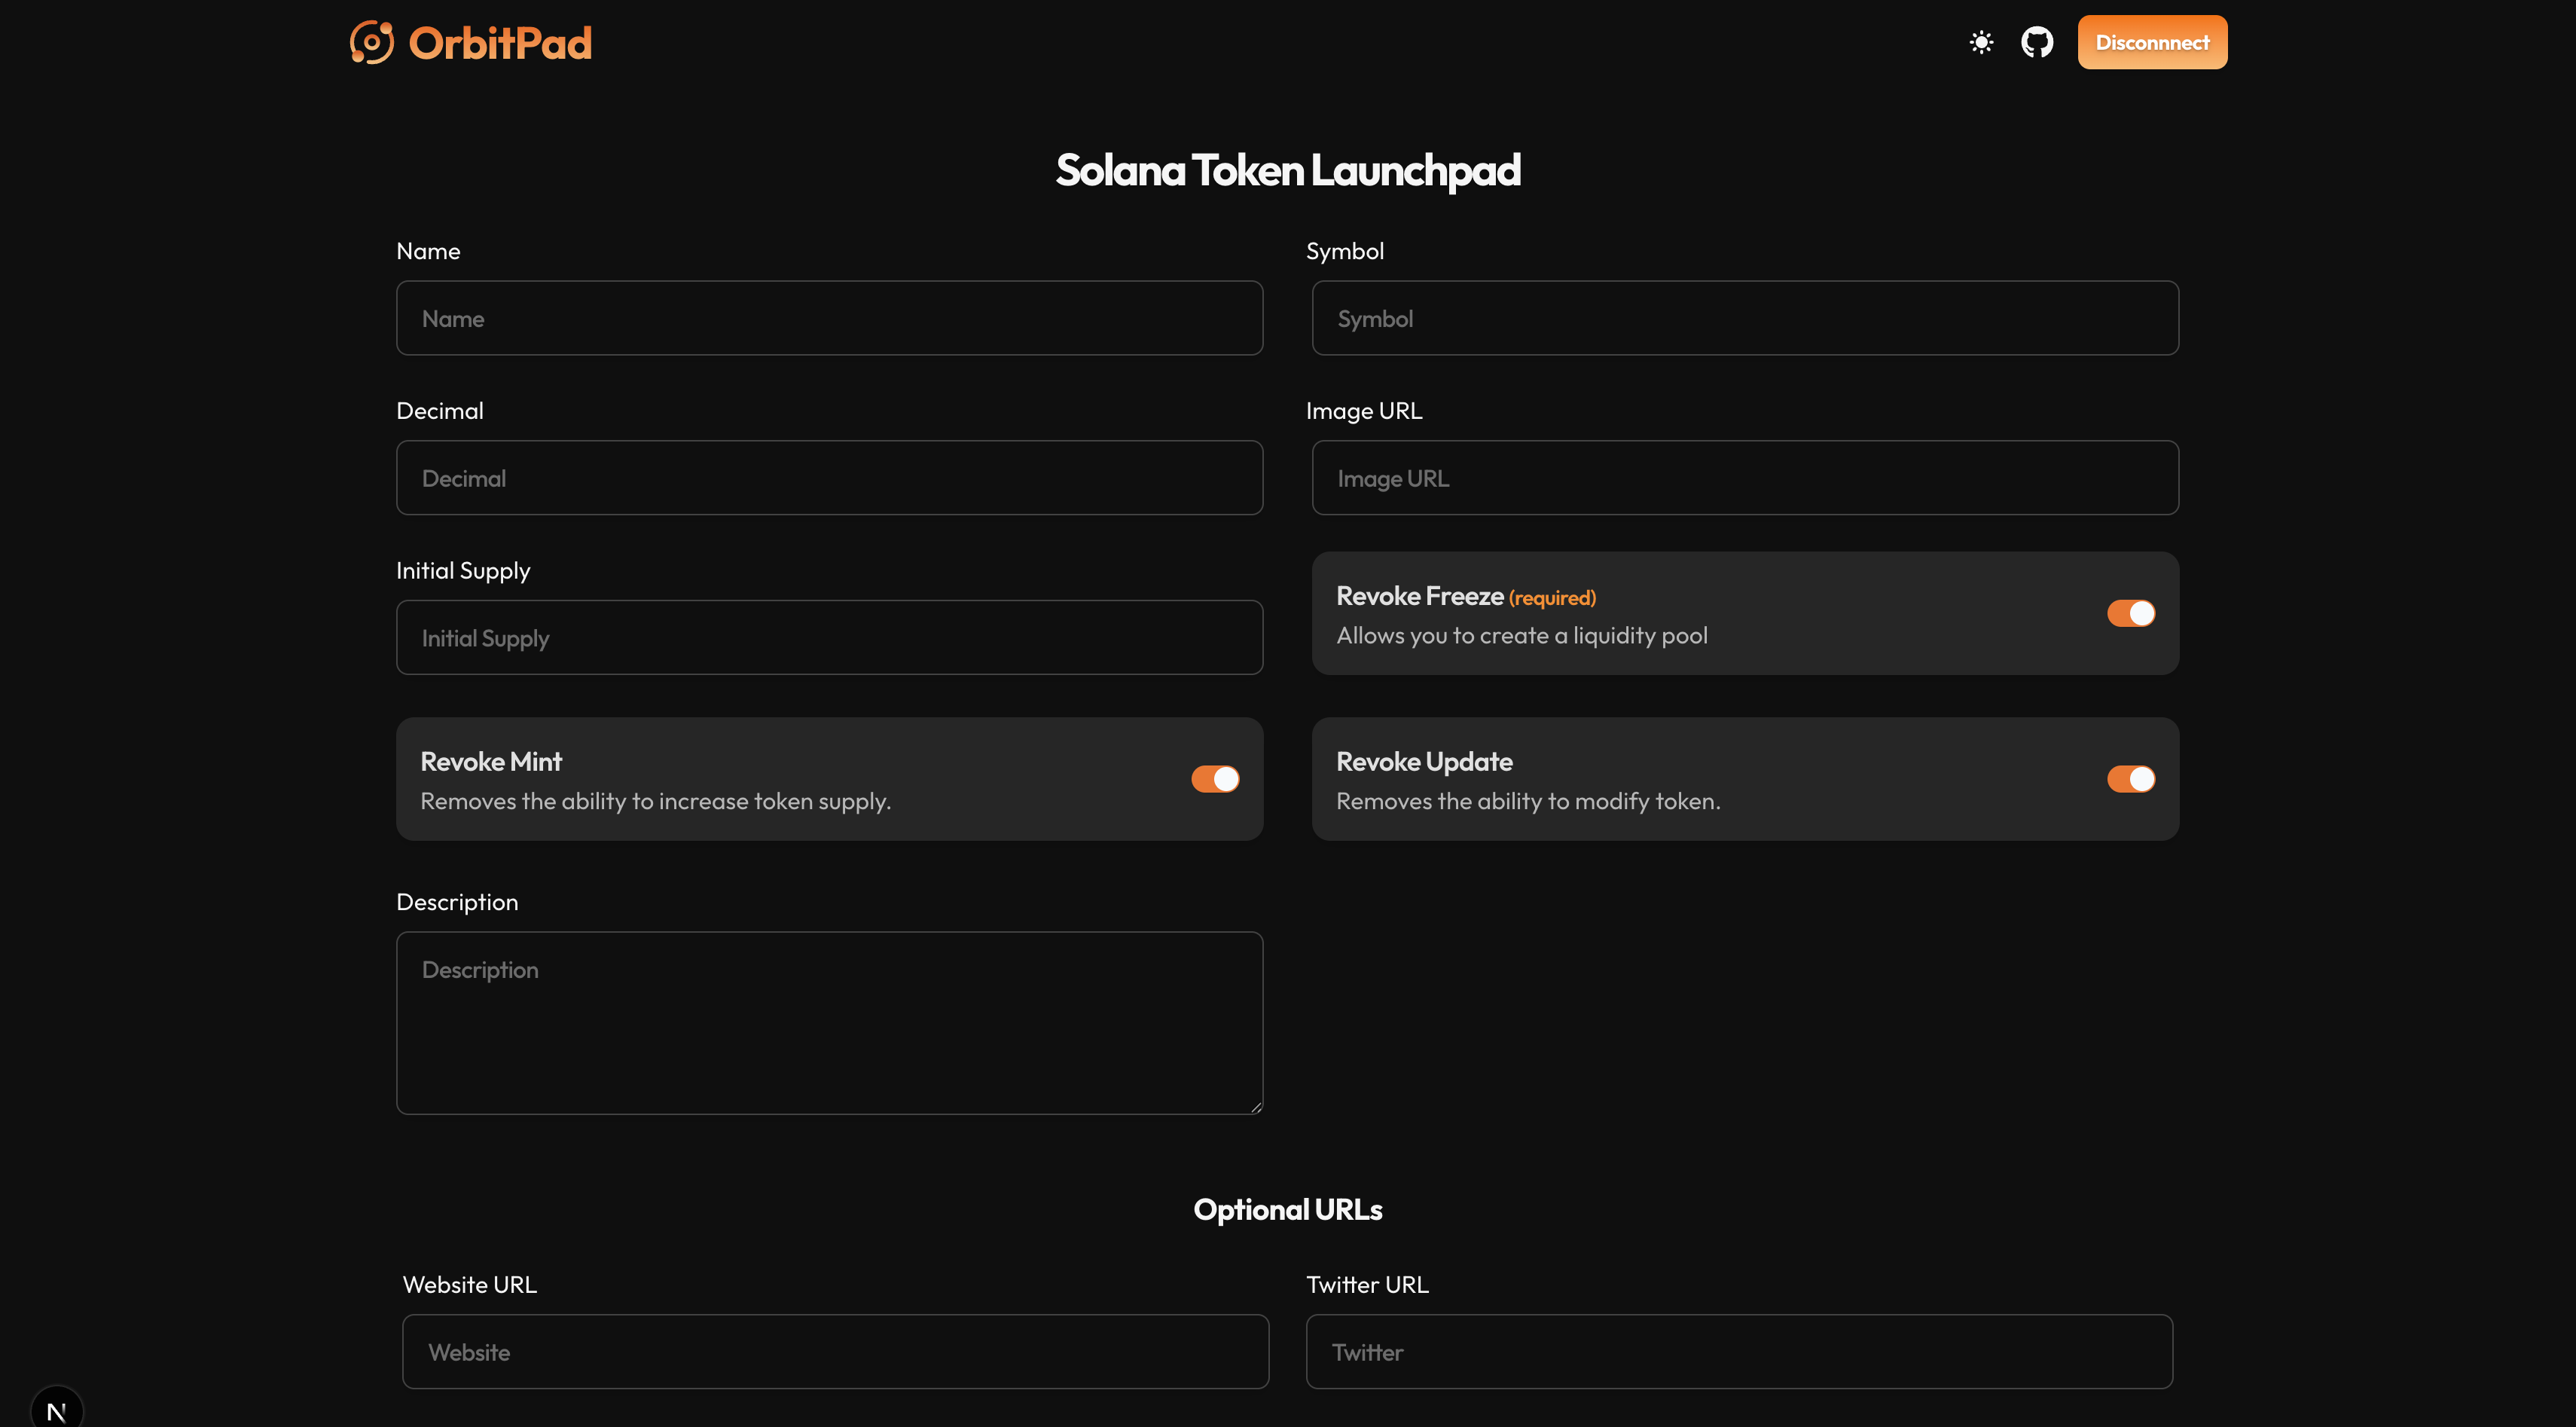 OrbitPad
Disconnnect
Solana Token Launchpad
Name
Symbol
Name
Symbol
Decimal
Image URL
Decimal
Image URL
Initial Supply
Initial Supply
Revoke Freeze (required)
Allows you to create a liquidity pool
Revoke Mint
Removes the ability to increase token supply.
Revoke Update
Removes the ability to modify token.
Description
Description
Optional URLs
Website URL
Twitter URL
Website
Twitter
N